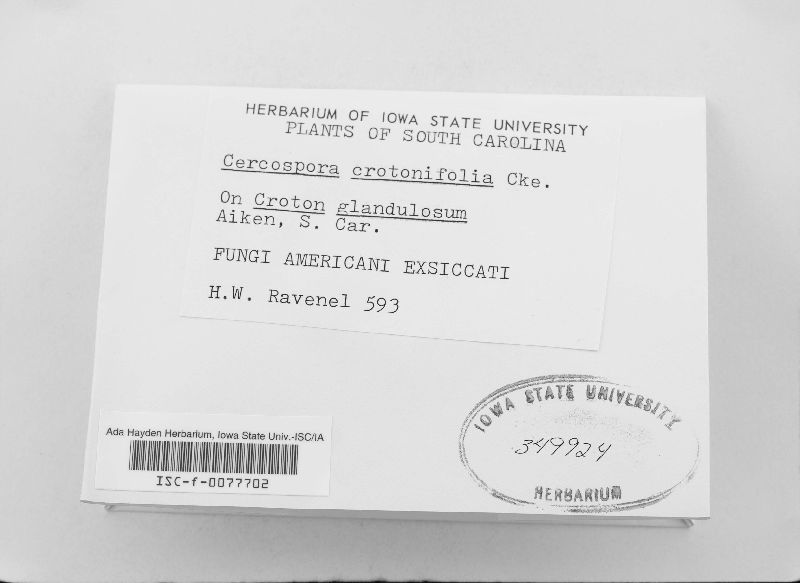 HERBARIUM OF IOWA STATE UNIVERSITY
PLANTS OF SOUTH CAROLINA
Cercospora crotonifolia Cke.
On Croton glandulosum
Aiken, S. Car.
FUNGI AMERICANI EXSICCATI
H.W. Ravenel 593
Ada Hayden Herbarium, Iowa State Univ.-ISC/IA
ISC-f-0077702
IOWA STATE UNIVERSITY
349924
HERBARIUM